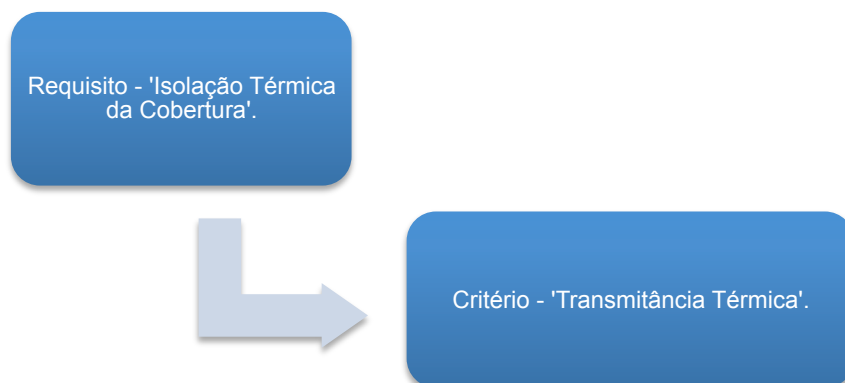 Requisito - 'Isolação Térmica
da Cobertura'.
Critério - 'Transmitância Térmica'.